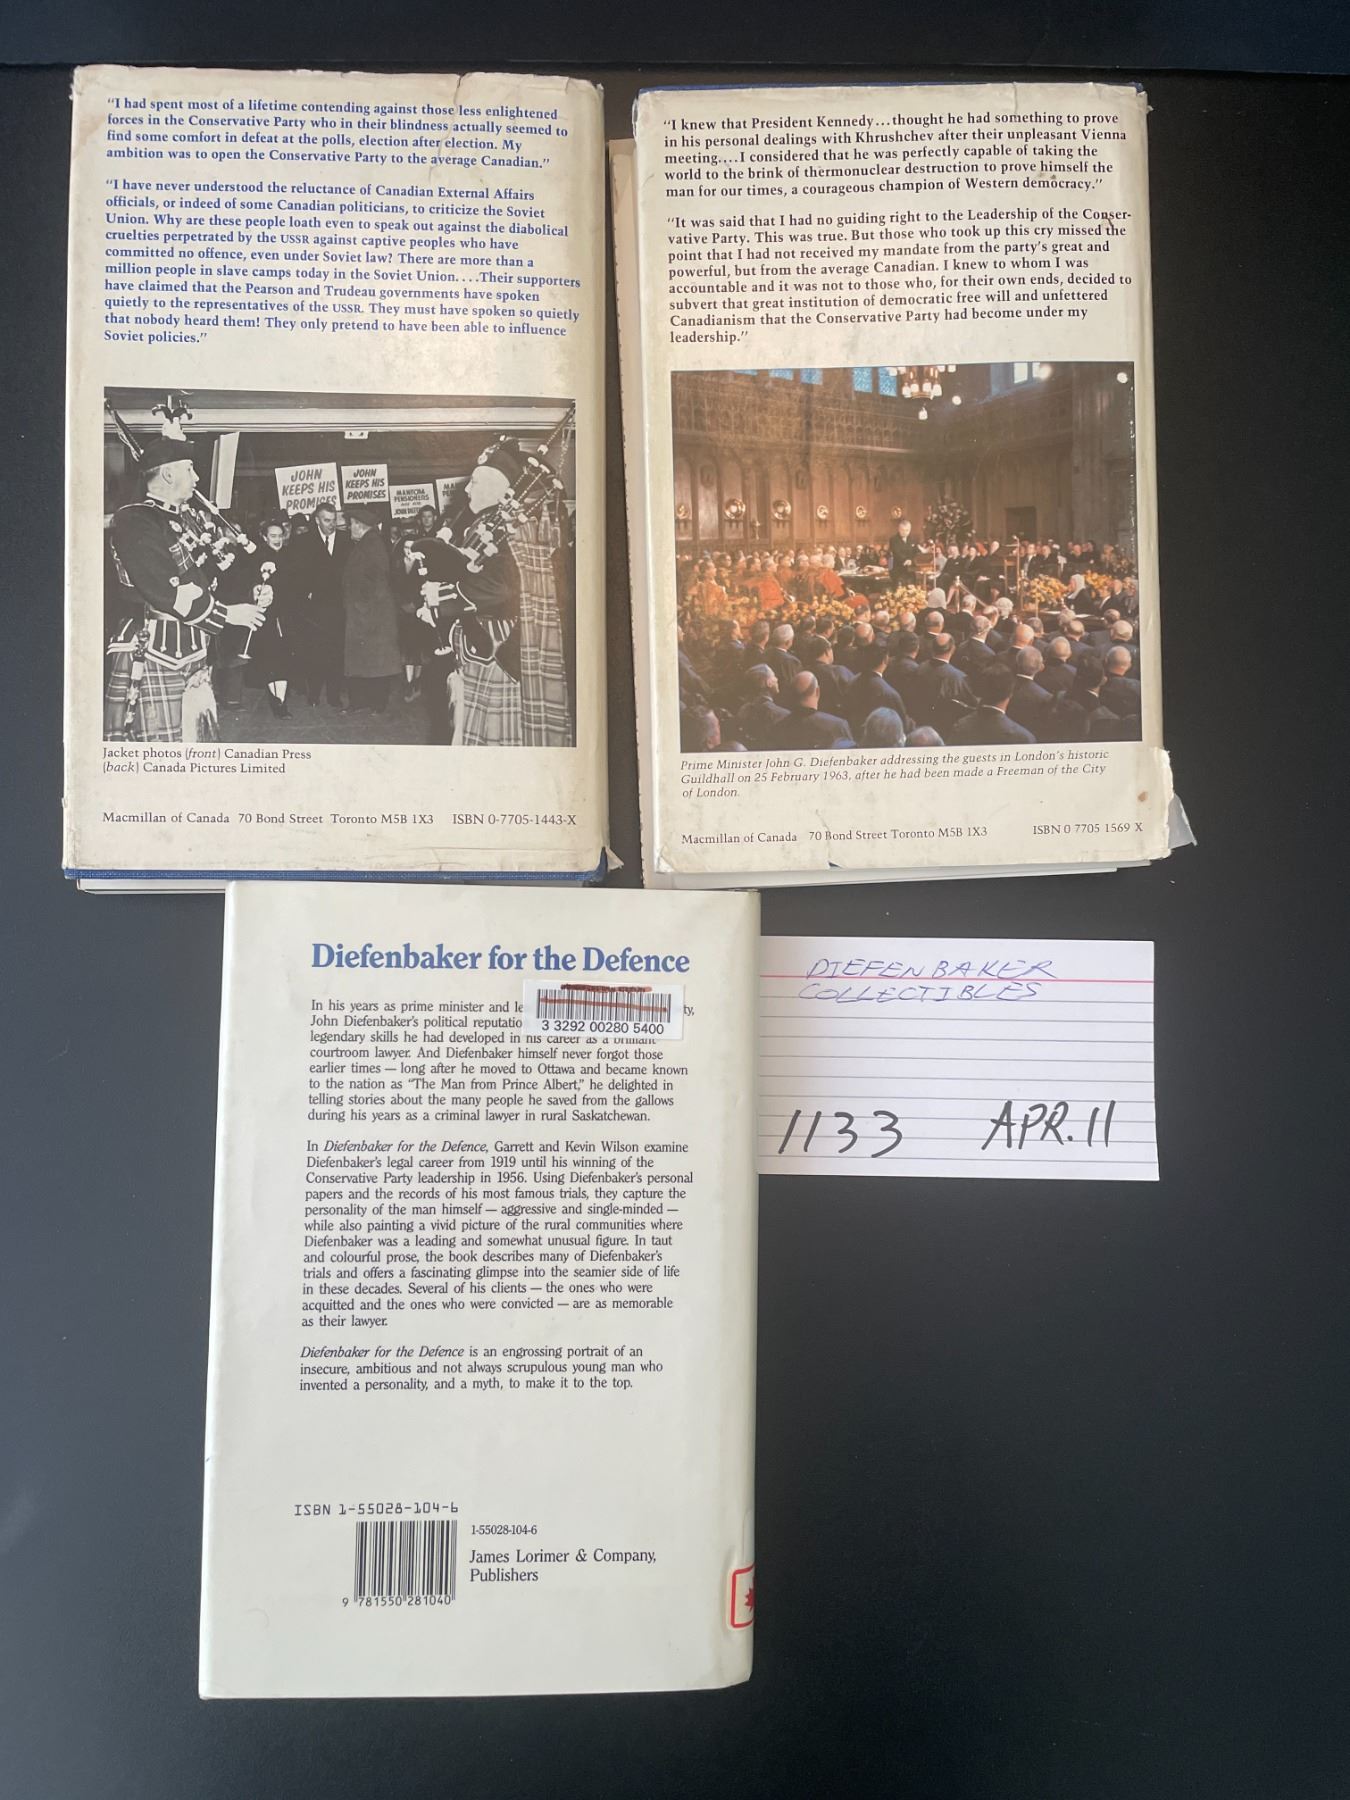 "I had spent most of a lifetime contending against those less enlightened
forces in the Conservative Party who in their blindness actually seemed to
find some comfort in defeat at the polls, election after election. My
ambition was to open the Conservative Party to the average Canadian."
"I have never understood the reluctance of Canadian External Affairs
officials, or indeed of some Canadian politicians, to criticize the Soviet
Union. Why are these people loath even to speak out against the diabolical
cruelties perpetrated by the USSR against captive peoples who have
committed no offence, even under Soviet law? There are more than a
million people in slave camps today in the Soviet Union....Their supporters
have claimed that the Pearson and Trudeau governments have spoken
quietly to the representatives of the USSR. They must have spoken so quietly
that nobody heard them! They only pretend to have been able to influence
Soviet policies."
JOHN
KEEPS HIS
PROMISES
JOHN
KEEPS HIS
PROMISES
MANITOBA
PENSIONERS
JOHN
Jacket photos (front) Canadian Press
(back) Canada Pictures Limited
Macmillan of Canada 70 Bond Street Toronto M5B 1X3 ISBN 0-7705-1443-X
"I knew that President Kennedy...thought he had something to prove
in his personal dealings with Khrushchev after their unpleasant Vienna
meeting....I considered that he was perfectly capable of taking the
world to the brink of thermonuclear destruction to prove himself the
man for our times, a courageous champion of Western democracy."
"It was said that I had no guiding right to the Leadership of the Conser-
vative Party. This was true. But those who took up this cry missed the
point that I had not received my mandate from the party's great and
powerful, but from the average Canadian. I knew to whom I was
accountable and it was not to those who, for their own ends, decided to
subvert that great institution of democratic free will and unfettered
Canadianism that the Conservative Party had become under my
leadership."
Prime Minister John G. Diefenbaker addressing the guests in London's historic
Guildhall on 25 February 1963, after he had been made a Freeman of the City
of London.
Macmillan of Canada 70 Bond Street Toronto M5B 1X3 ISBN 0 7705 1569 X
Diefenbaker for the Defence
In his years as prime minister and le ty,
John Diefenbaker's political reputatio
3 3292 00280 5400
legendary skills he had developed in his career as a brilliant
courtroom lawyer. And Diefenbaker himself never forgot those
earlier times — long after he moved to Ottawa and became known
to the nation as "The Man from Prince Albert," he delighted in
telling stories about the many people he saved from the gallows
during his years as a criminal lawyer in rural Saskatchewan.
In Diefenbaker for the Defence, Garrett and Kevin Wilson examine
Diefenbaker's legal career from 1919 until his winning of the
Conservative Party leadership in 1956. Using Diefenbaker's personal
papers and the records of his most famous trials, they capture the
personality of the man himself — aggressive and single-minded —
while also painting a vivid picture of the rural communities where
Diefenbaker was a leading and somewhat unusual figure. In taut
and colourful prose, the book describes many of Diefenbaker's
trials and offers a fascinating glimpse into the seamier side of life
in these decades. Several of his clients — the ones who were
acquitted and the ones who were convicted — are as memorable
as their lawyer.
Diefenbaker for the Defence is an engrossing portrait of an
insecure, ambitious and not always scrupulous young man who
invented a personality, and a myth, to make it to the top.
ISBN 1-55028-104-6
1-55028-104-6
James Lorimer & Company,
Publishers
9 781550 281040
DIEFENBAKER
COLLECTIBLES
1133 APR. 11